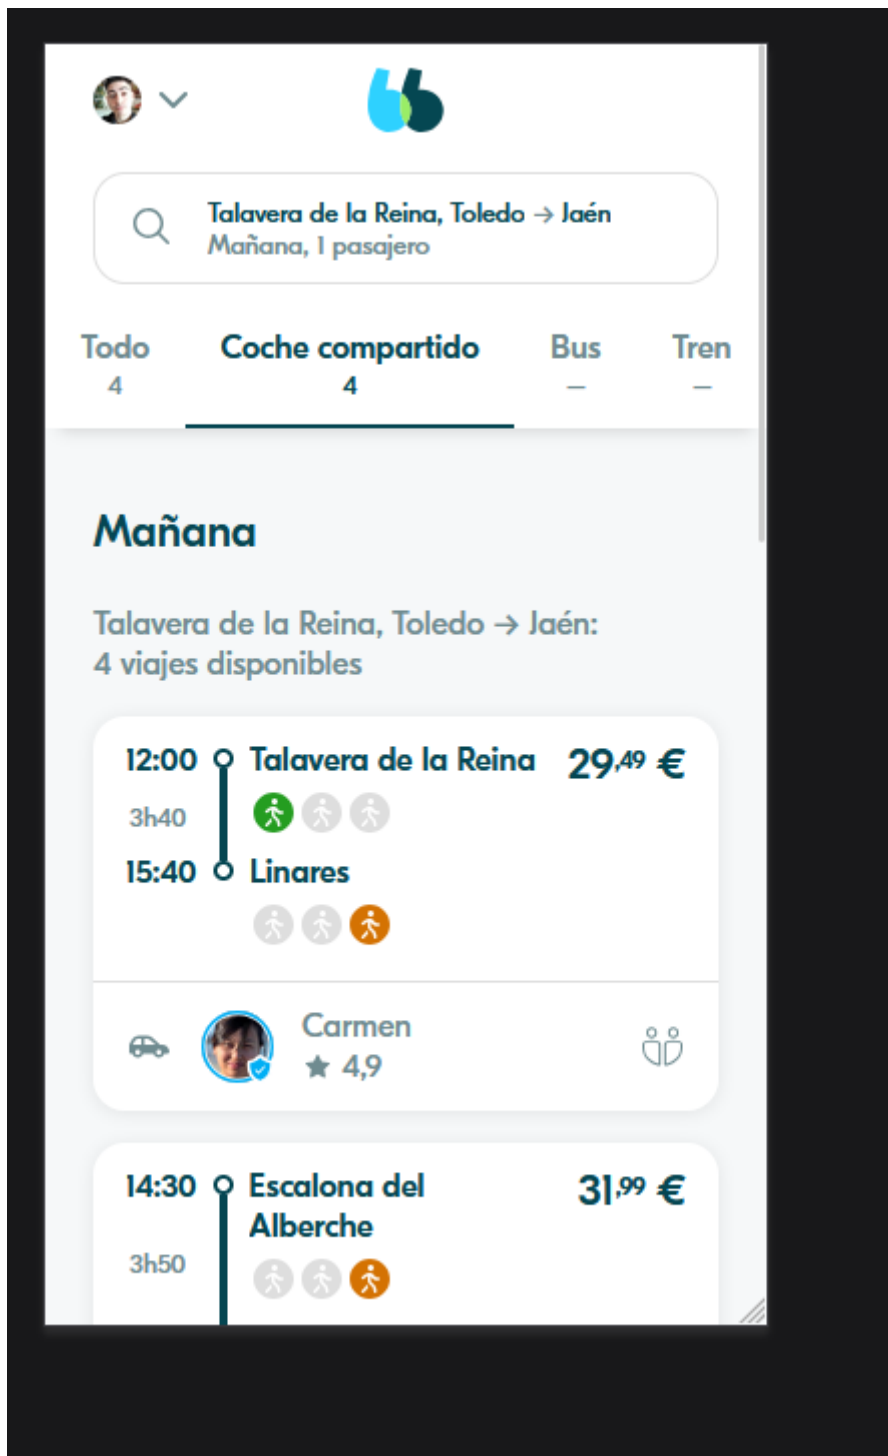 Talavera de la Reina, Toledo → Jaén
Mañana, 1 pasajero
Todo Coche compartido Bus Tren
4 4 – –
Mañana
Talavera de la Reina, Toledo → Jaén:
4 viajes disponibles
12:00 Talavera de la Reina 29,49 €
3h40
15:40 Linares
Carmen
★ 4,9
14:30 Escalona del 31,99 €
Alberche
3h50